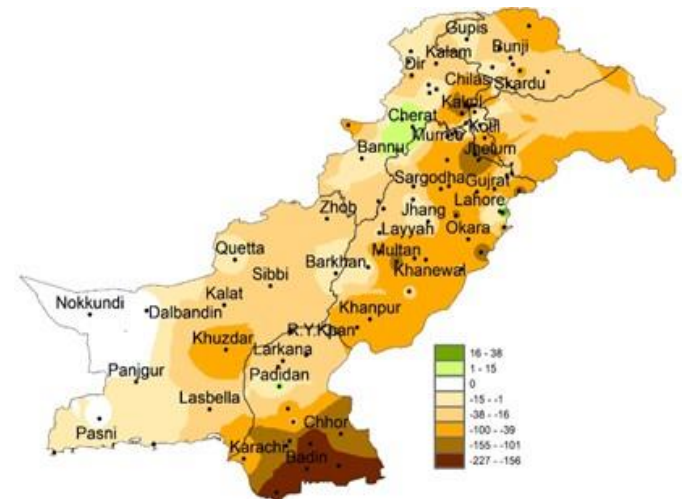 Gupis
Bunji
Kalam
Dir
Chilas
Skardu
Kakul
Cherat
Kotli
Murree
Bannu
Jhelum
Sargodha
Gujrat
Lahore
Zhob
Jhang
Layyah
Okara
Quetta
Multan
Barkhan
Khanewal
Sibbi
Nokkundi
Kalat
Dalbandin
Khanpur
R.Y.Khan
Khuzdar
Larkana
Padidan
Panjgur
Lasbella
Chhor
Pasni
Karachi
Badin
16 - 38
1 - 15
0
-15 - -1
-38 - -16
-100 - -39
-155 - -101
-227 - -156